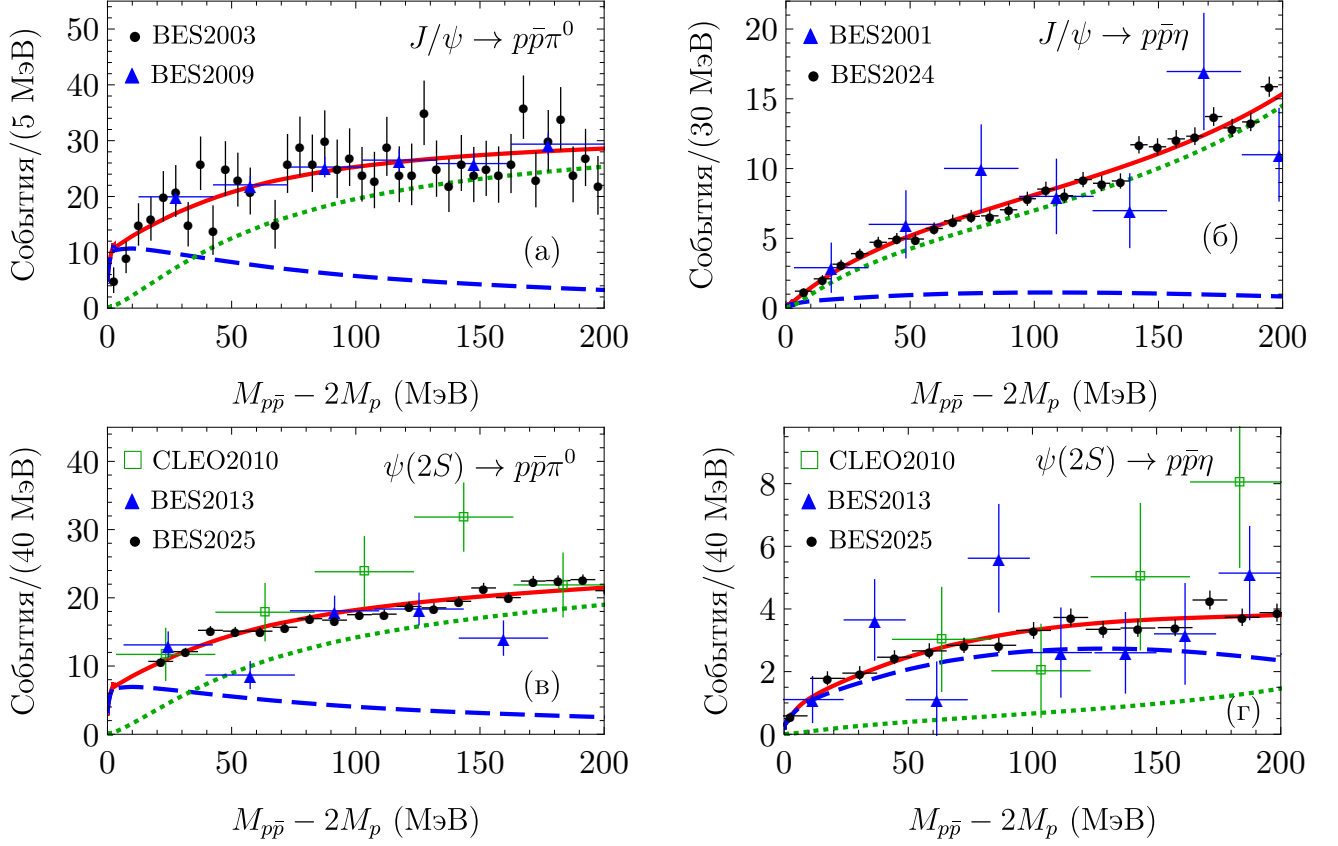 События/(5 МэВ)
50
40
30
20
10
0
BES2003
BES2009
J/ψ → pp̄π⁰
(а)
0 50 100 150 200
M_{pp̄} − 2M_p (МэВ)
События/(30 МэВ)
20
15
10
5
0
BES2001
BES2024
J/ψ → pp̄η
(б)
0 50 100 150 200
M_{pp̄} − 2M_p (МэВ)
События/(40 МэВ)
40
30
20
10
0
CLEO2010
BES2013
BES2025
ψ(2S) → pp̄π⁰
(в)
0 50 100 150 200
M_{pp̄} − 2M_p (МэВ)
События/(40 МэВ)
8
6
4
2
0
CLEO2010
BES2013
BES2025
ψ(2S) → pp̄η
(г)
0 50 100 150 200
M_{pp̄} − 2M_p (МэВ)